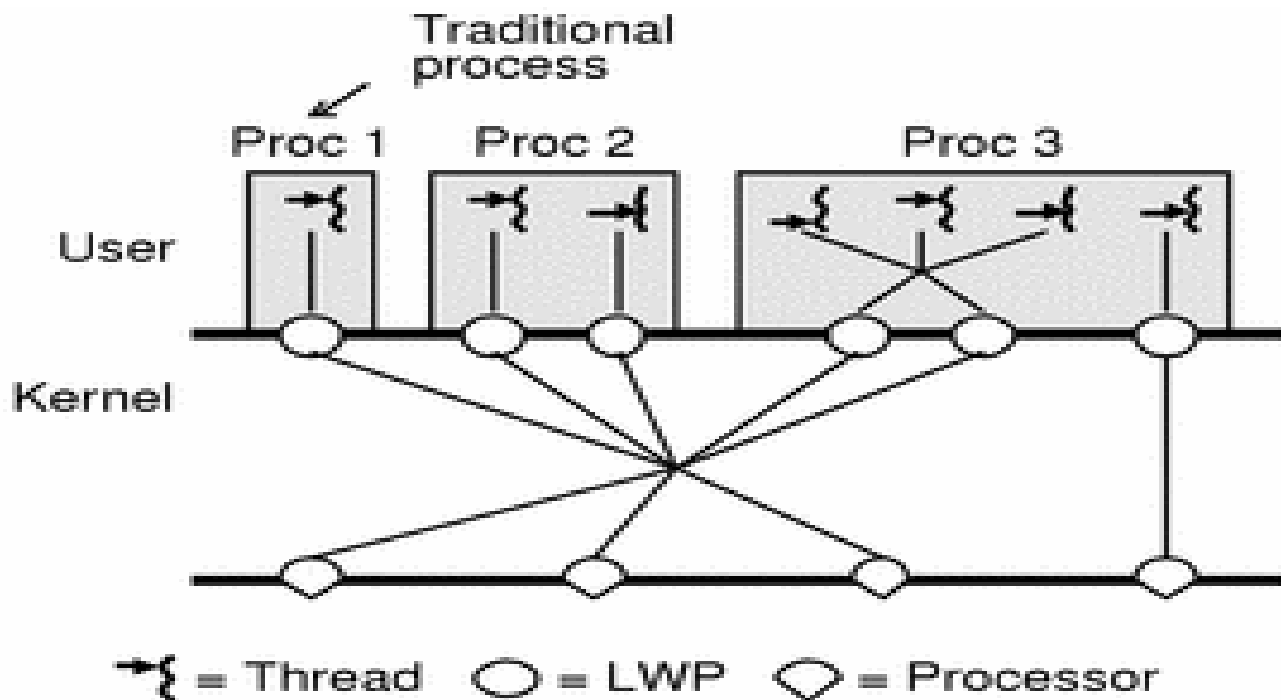 Traditional
process
Proc 1 Proc 2 Proc 3
User
Kernel
= Thread = LWP = Processor